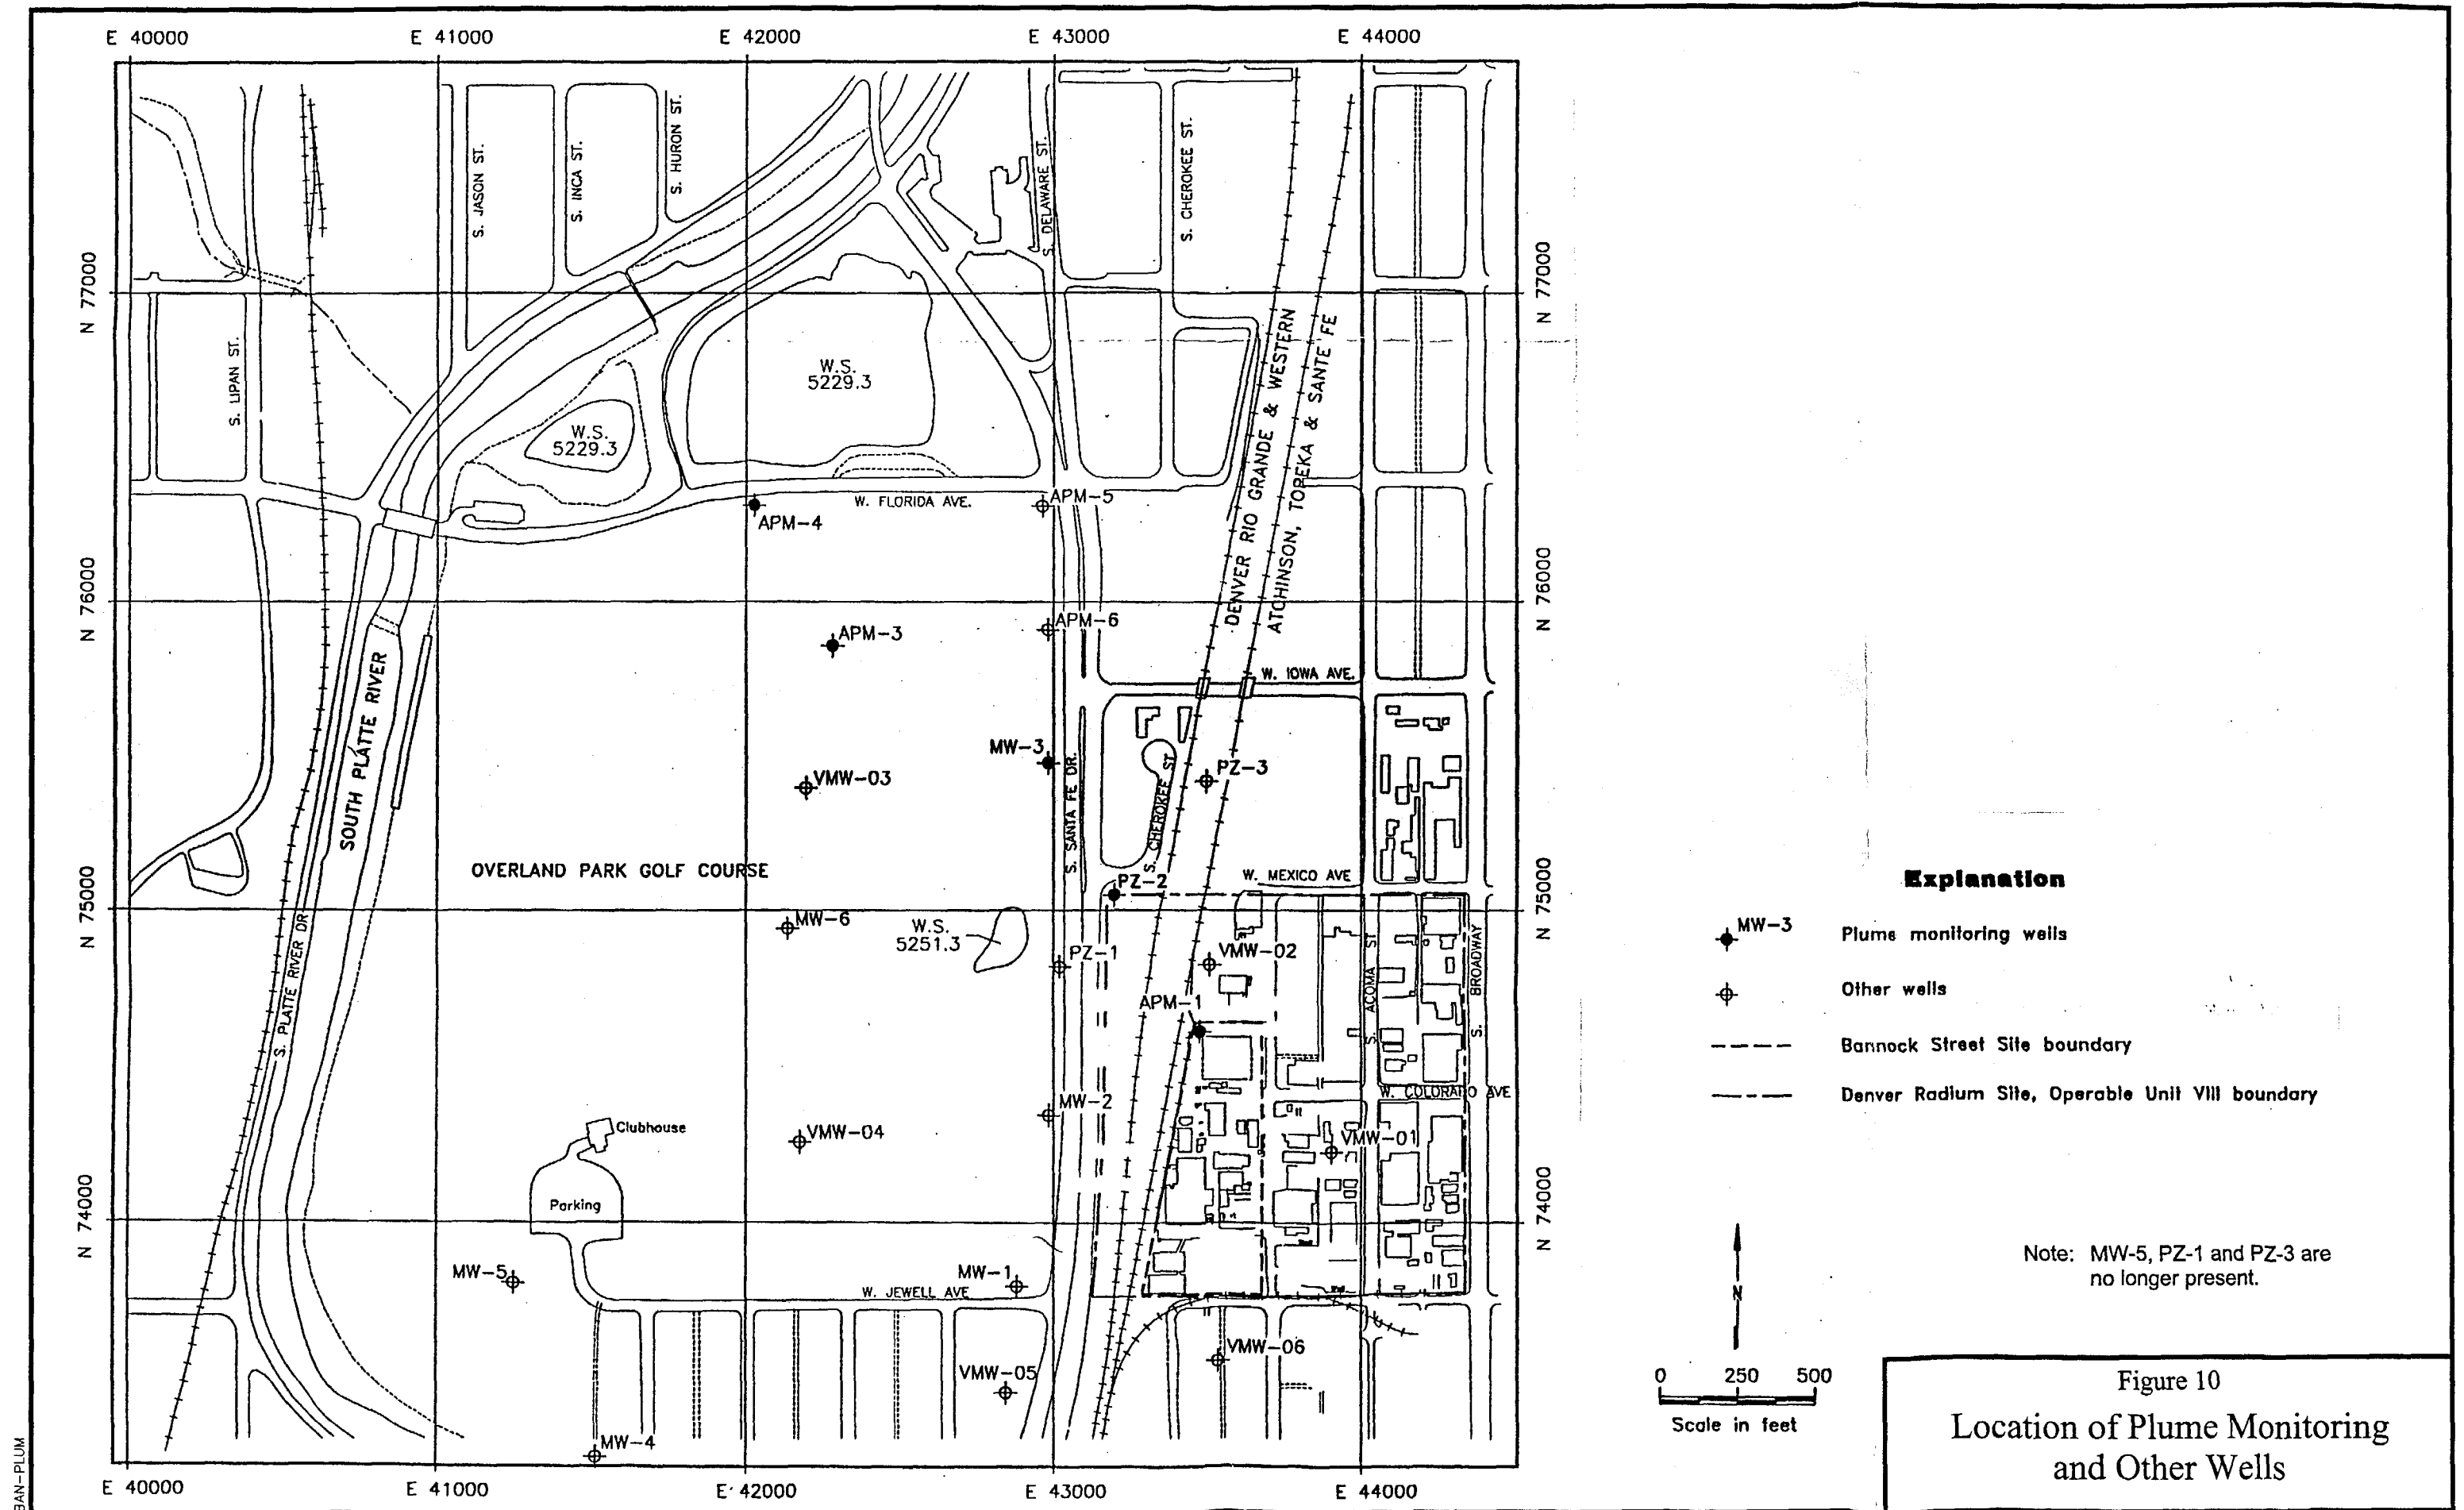 E 40000
E 41000
E 42000
E 43000
E 44000
S. JASON ST.
S. INCA ST.
S. HURON ST.
S. DELAWARE ST.
S. CHEROKEE ST.
N 77000
N 77000
S. LIPAN ST.
W.S.
5229.3
W.S.
5229.3
DENVER RIO GRANDE & WESTERN
ATCHINSON, TOPEKA & SANTE FE
APM-4
W. FLORIDA AVE.
APM-5
N 76000
N 76000
APM-3
APM-6
W. IOWA AVE.
SOUTH PLATTE RIVER
MW-3
VMW-03
S. SANTA FE DR.
S. CHEROKEE ST
PZ-3
OVERLAND PARK GOLF COURSE
W. MEXICO AVE
PZ-2
N 75000
N 75000
MW-6
W.S.
5251.3
PZ-1
VMW-02
S. ACOMA ST
S. BROADWAY
APM-1
S. PLATTE RIVER DR
W. COLORADO AVE
MW-2
Clubhouse
VMW-04
VMW-01
Parking
N 74000
N 74000
MW-5
MW-1
W. JEWELL AVE
VMW-06
VMW-05
MW-4
E 40000
E 41000
E 42000
E 43000
E 44000
Explanation
MW-3
Plume monitoring wells
Other wells
Bannock Street Site boundary
Denver Radium Site, Operable Unit VIII boundary
N
Note: MW-5, PZ-1 and PZ-3 are
no longer present.
0 250 500
Scale in feet
Figure 10
Location of Plume Monitoring
and Other Wells
BAN-PLUM